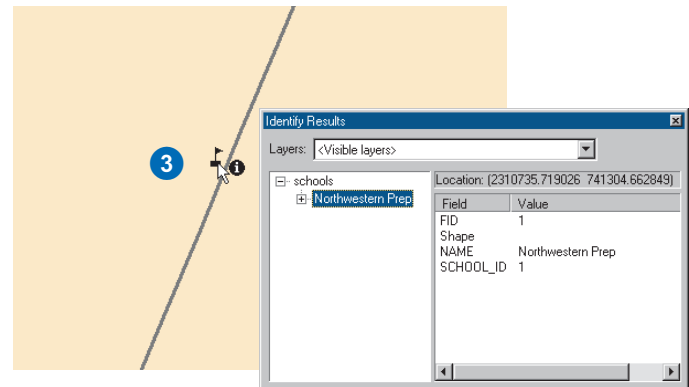 3
Identify Results
Layers: <Visible layers>
schools
Northwestern Prep
Location: (2310735.719026 741304.662849)
Field Value
FID 1
Shape
NAME Northwestern Prep
SCHOOL_ID 1